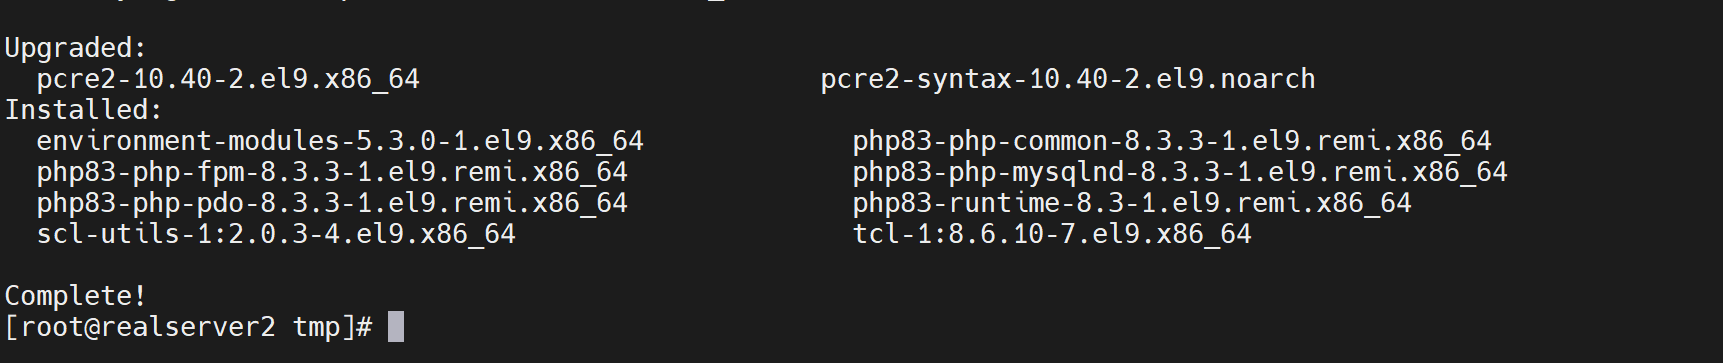 Upgraded:
pcre2-10.40-2.el9.x86_64 pcre2-syntax-10.40-2.el9.noarch
Installed:
environment-modules-5.3.0-1.el9.x86_64 php83-php-common-8.3.3-1.el9.remi.x86_64
php83-php-fpm-8.3.3-1.el9.remi.x86_64 php83-php-mysqlnd-8.3.3-1.el9.remi.x86_64
php83-php-pdo-8.3.3-1.el9.remi.x86_64 php83-runtime-8.3-1.el9.remi.x86_64
scl-utils-1:2.0.3-4.el9.x86_64 tcl-1:8.6.10-7.el9.x86_64
Complete!
[root@realserver2 tmp]#